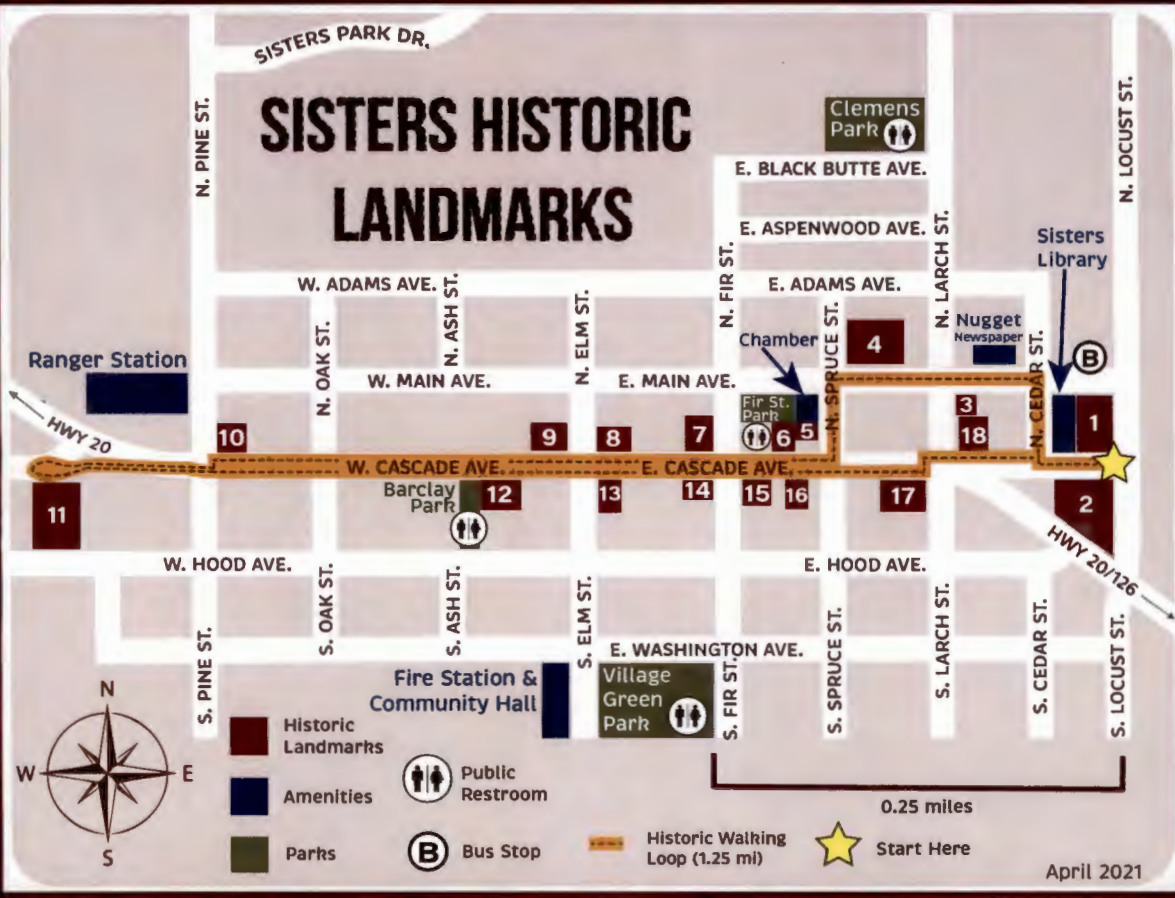 SISTERS PARK DR.
SISTERS HISTORIC
LANDMARKS
N. PINE ST.
Clemens
Park
N. LOCUST ST.
E. BLACK BUTTE AVE.
E. ASPENWOOD AVE.
N. LARCH ST.
N. FIR ST.
Sisters
Library
W. ADAMS AVE.
E. ADAMS AVE.
N. OAK ST.
N. ASH ST.
N. ELM ST.
N. SPRUCE ST.
N. CEDAR ST.
Chamber
4
Nugget
Newspaper
B
Ranger Station
W. MAIN AVE.
E. MAIN AVE.
Fir St.
Park
HWY 20
10
9
8
7
6
5
3
18
1
W. CASCADE AVE.
E. CASCADE AVE.
11
Barclay
Park
12
13
14
15
16
17
2
HWY 20/126
W. HOOD AVE.
E. HOOD AVE.
S. PINE ST.
S. OAK ST.
S. ASH ST.
S. ELM ST.
S. FIR ST.
S. SPRUCE ST.
S. LARCH ST.
S. CEDAR ST.
S. LOCUST ST.
E. WASHINGTON AVE.
Fire Station &
Community Hall
Village
Green
Park
N
W
E
S
Historic
Landmarks
Amenities
Parks
Public
Restroom
B
Bus Stop
Historic Walking
Loop (1.25 mi)
Start Here
0.25 miles
April 2021